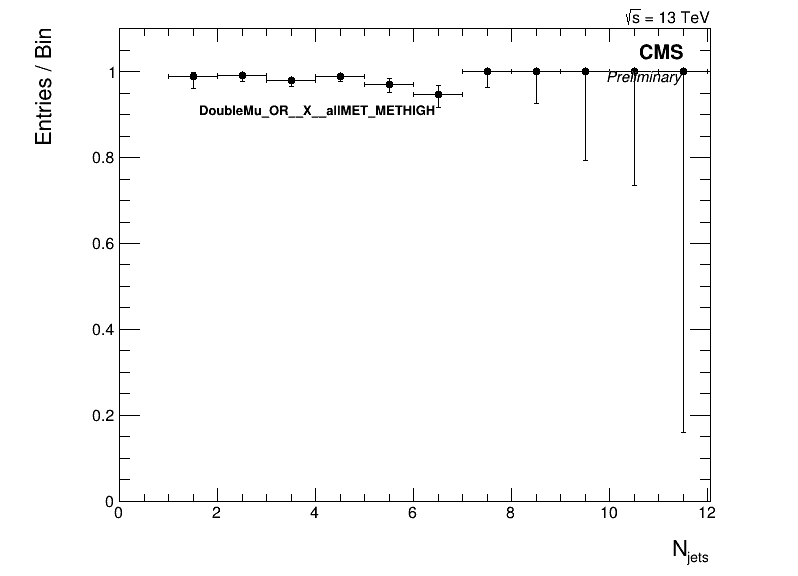 √s = 13 TeV
CMS
Preliminary
DoubleMu_OR__X__allMET_METHIGH
Entries / Bin
1
0.8
0.6
0.4
0.2
0
0 2 4 6 8 10 12
Njets